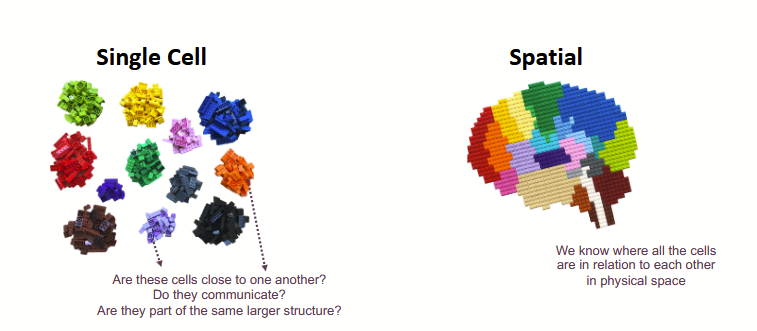 Single Cell
Spatial
Are these cells close to one another?
Do they communicate?
Are they part of the same larger structure?
We know where all the cells
are in relation to each other
in physical space